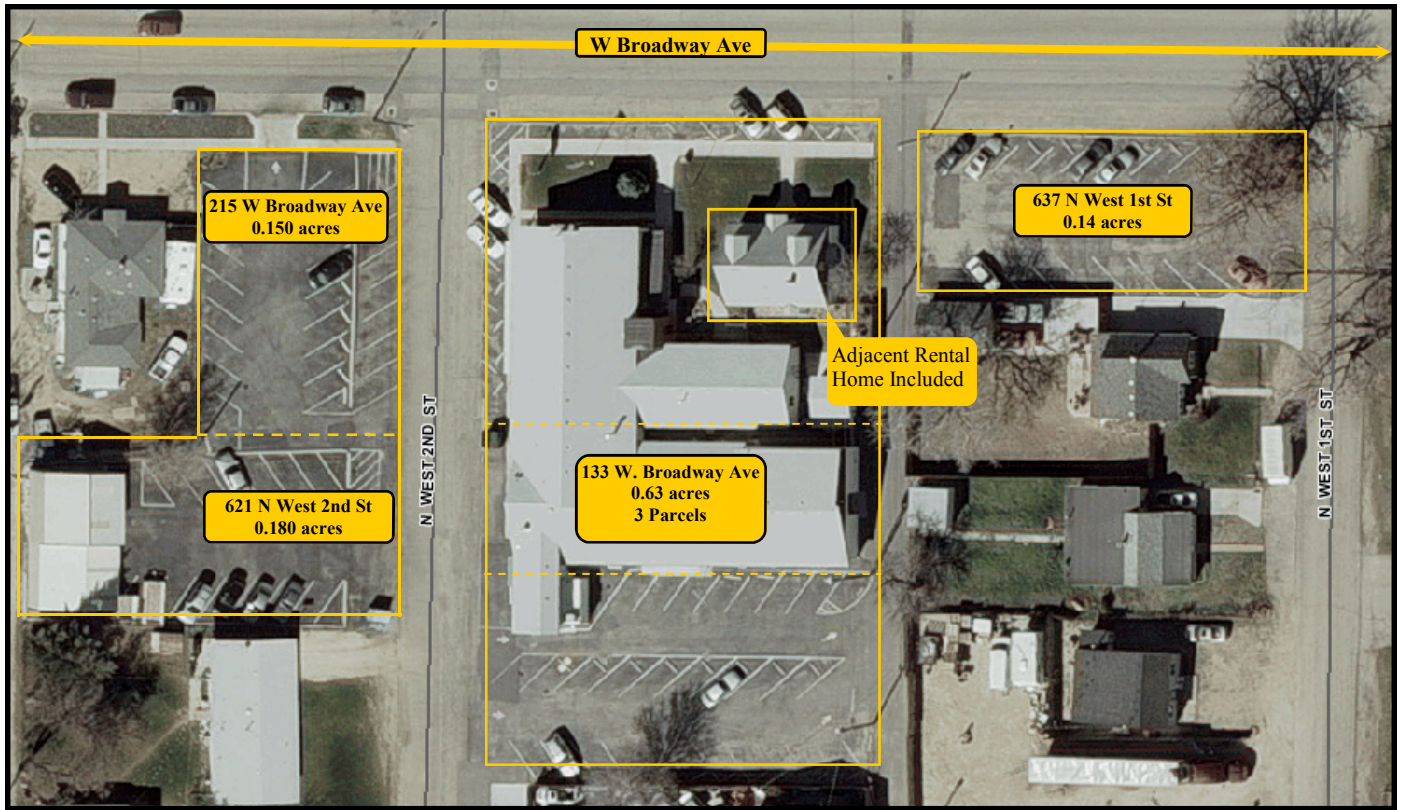 W Broadway Ave
215 W Broadway Ave
0.150 acres
637 N West 1st St
0.14 acres
Adjacent Rental
Home Included
133 W. Broadway Ave
0.63 acres
3 Parcels
621 N West 2nd St
0.180 acres
N WEST 2ND ST
N WEST 1ST ST